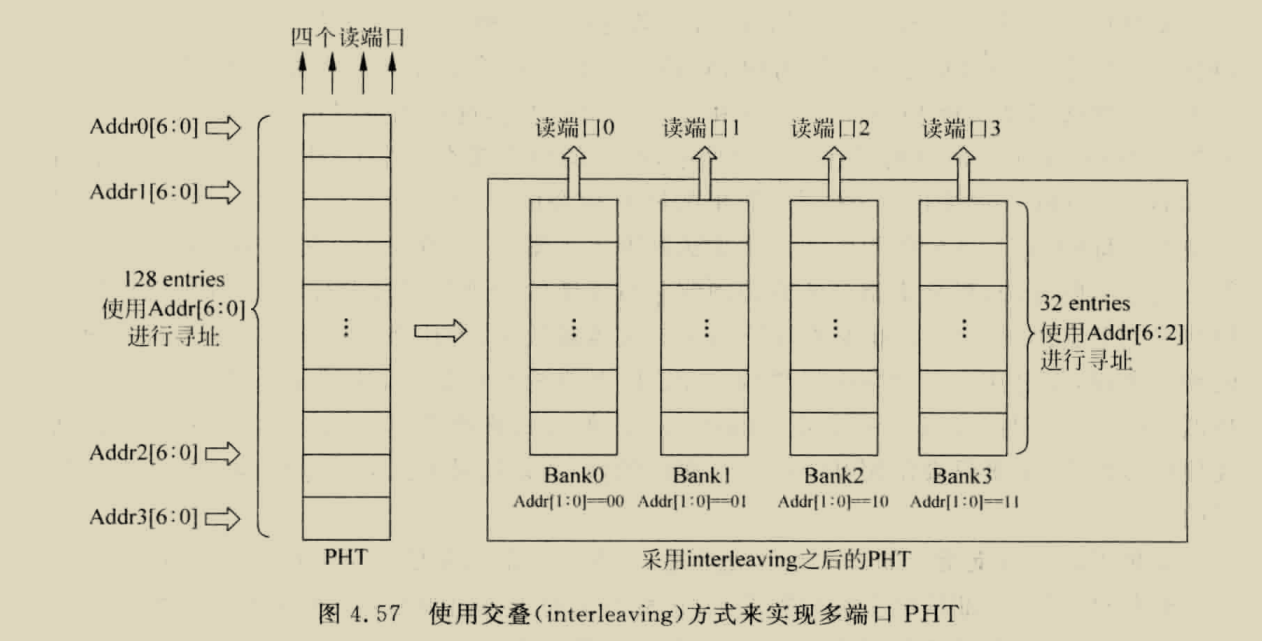 四个读端口
Addr0[6:0]
Addr1[6:0]
128 entries
使用Addr[6:0]
进行寻址
Addr2[6:0]
Addr3[6:0]
PHT
读端口0
读端口1
读端口2
读端口3
32 entries
使用Addr[6:2]
进行寻址
Bank0
Addr[1:0]==00
Bank1
Addr[1:0]==01
Bank2
Addr[1:0]==10
Bank3
Addr[1:0]==11
采用interleaving之后的PHT
图 4.57 使用交叠(interleaving)方式来实现多端口 PHT